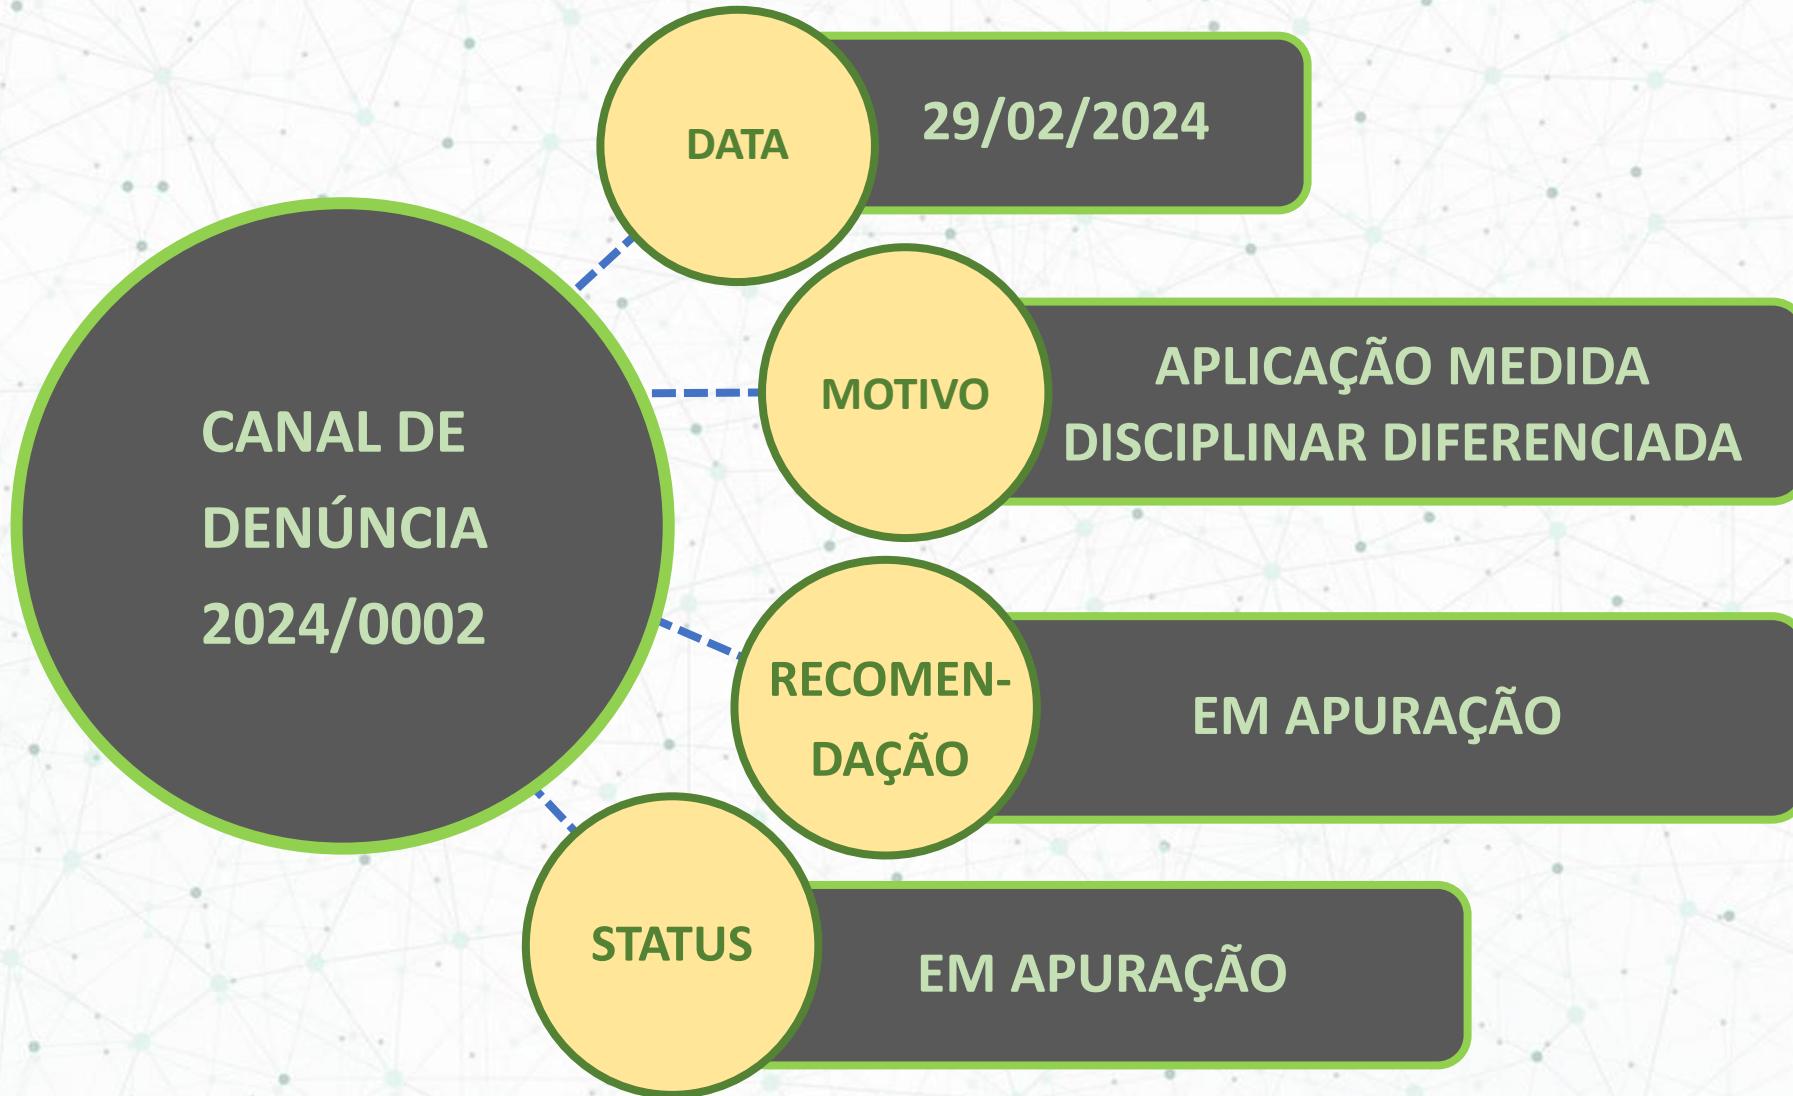 CANAL DE
DENÚNCIA
2024/0002
DATA
29/02/2024
MOTIVO
APLICAÇÃO MEDIDA
DISCIPLINAR DIFERENCIADA
RECOMEN-
DAÇÃO
EM APURAÇÃO
STATUS
EM APURAÇÃO